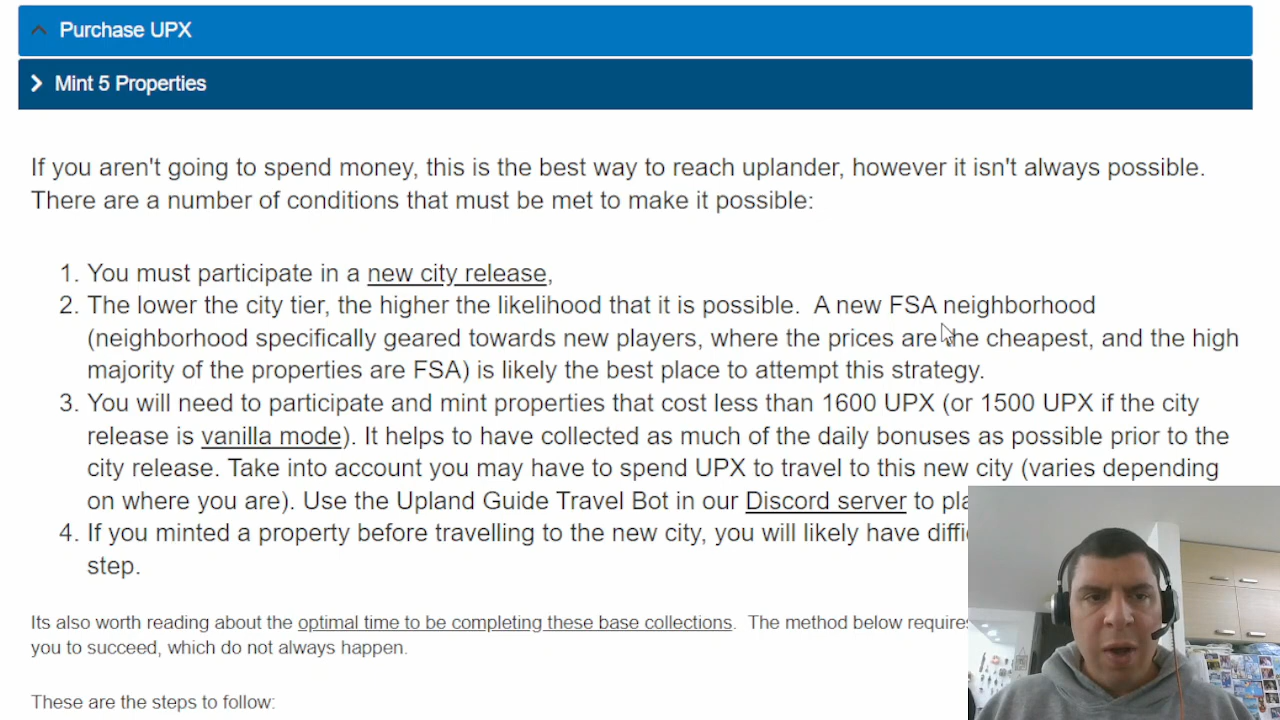 Purchase UPX
Mint 5 Properties
If you aren't going to spend money, this is the best way to reach uplander, however it isn't always possible.
There are a number of conditions that must be met to make it possible:
1. You must participate in a new city release,
2. The lower the city tier, the higher the likelihood that it is possible.  A new FSA neighborhood
(neighborhood specifically geared towards new players, where the prices are the cheapest, and the high
majority of the properties are FSA) is likely the best place to attempt this strategy.
3. You will need to participate and mint properties that cost less than 1600 UPX (or 1500 UPX if the city
release is vanilla mode). It helps to have collected as much of the daily bonuses as possible prior to the
city release. Take into account you may have to spend UPX to travel to this new city (varies depending
on where you are). Use the Upland Guide Travel Bot in our Discord server to
4. If you minted a property before travelling to the new city, you will likely have
step.
Its also worth reading about the optimal time to be completing these base collections.  The method below requires
you to succeed, which do not always happen.
These are the steps to follow: